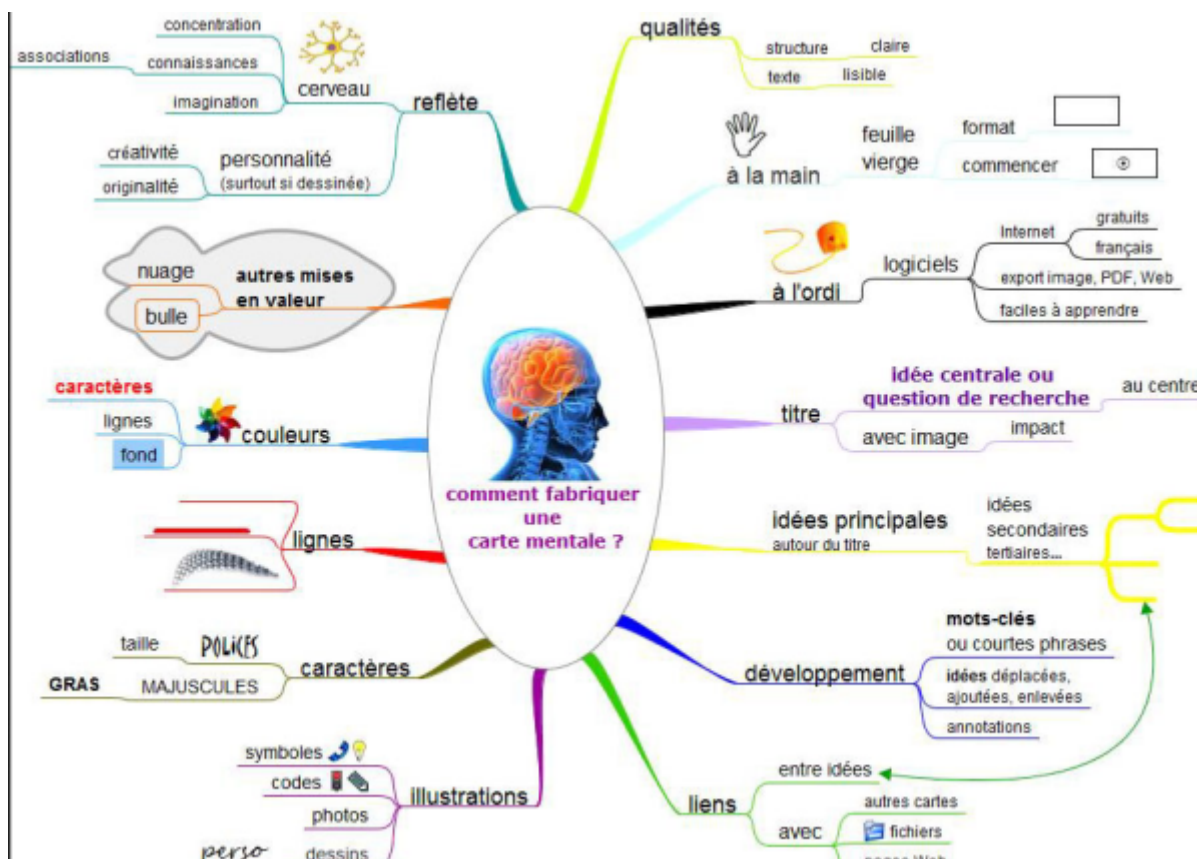 comment fabriquer
une
carte mentale ?
qualités
structure claire
texte lisible
à la main
feuille
vierge
format
commencer
à l'ordi
logiciels
Internet
gratuits
français
export image, PDF, Web
faciles à apprendre
titre
idée centrale ou
question de recherche
au centre
avec image
impact
idées principales
autour du titre
idées
secondaires
tertiaires...
développement
mots-clés
ou courtes phrases
idées déplacées,
ajoutées, enlevées
annotations
liens
entre idées
avec
autres cartes
fichiers
pages Web
illustrations
symboles
codes
photos
dessins
perso
caractères
POLICES
taille
MAJUSCULES
GRAS
lignes
couleurs
caractères
lignes
fond
autres mises
en valeur
nuage
bulle
reflète
cerveau
concentration
connaissances
associations
imagination
personnalité
(surtout si dessinée)
créativité
originalité